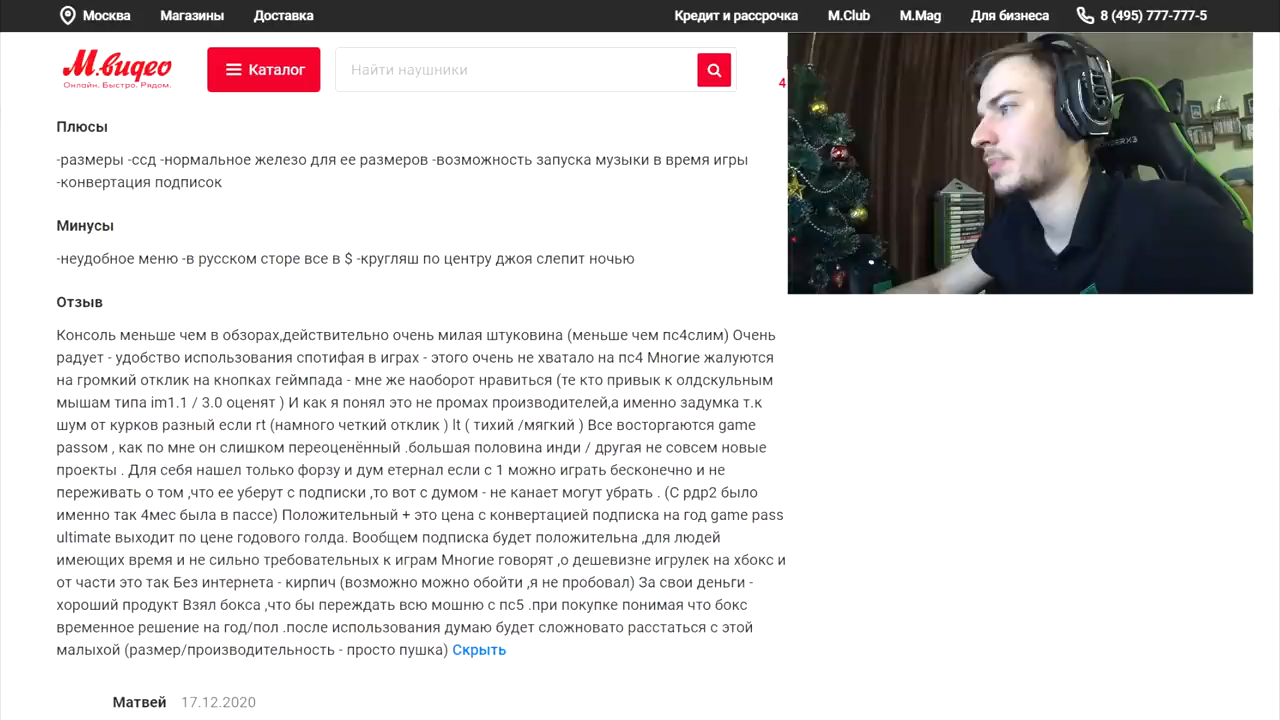 Москва Магазины Доставка Кредит и рассрочка M.Club M.Mag Для бизнеса 8 (495) 777-777-5
М.видео
Онлайн. Быстро. Рядом.
Каталог
Найти наушники
4
Плюсы
-размеры -ссд -нормальное железо для ее размеров -возможность запуска музыки в время игры
-конвертация подписок
Минусы
-неудобное меню -в русском сторе все в $ -кругляш по центру джоя слепит ночью
Отзыв
Консоль меньше чем в обзорах,действительно очень милая штуковина (меньше чем пс4слим) Очень
радует - удобство использования спотифая в играх - этого очень не хватало на пс4 Многие жалуются
на громкий отклик на кнопках геймпада - мне же наоборот нравиться (те кто привык к олдскульным
мышам типа im1.1 / 3.0 оценят ) И как я понял это не промах производителей,а именно задумка т.к
шум от курков разный если rt (намного четкий отклик ) lt ( тихий /мягкий ) Все восторгаются game
passом , как по мне он слишком переоценённый .большая половина инди / другая не совсем новые
проекты . Для себя нашел только форзу и дум етернал если с 1 можно играть бесконечно и не
переживать о том ,что ее уберут с подписки ,то вот с думом - не канает могут убрать . (С рдр2 было
именно так 4мес была в пассе) Положительный + это цена с конвертацией подписка на год game pass
ultimate выходит по цене годового голда. Вообщем подписка будет положительна ,для людей
имеющих время и не сильно требовательных к играм Многие говорят ,о дешевизне игрулек на хбокс и
от части это так Без интернета - кирпич (возможно можно обойти ,я не пробовал) За свои деньги -
хороший продукт Взял бокса ,что бы переждать всю мошню с пс5 .при покупке понимая что бокс
временное решение на год/пол .после использования думаю будет сложновато расстаться с этой
малыхой (размер/производительность - просто пушка) Скрыть
Матвей 17.12.2020